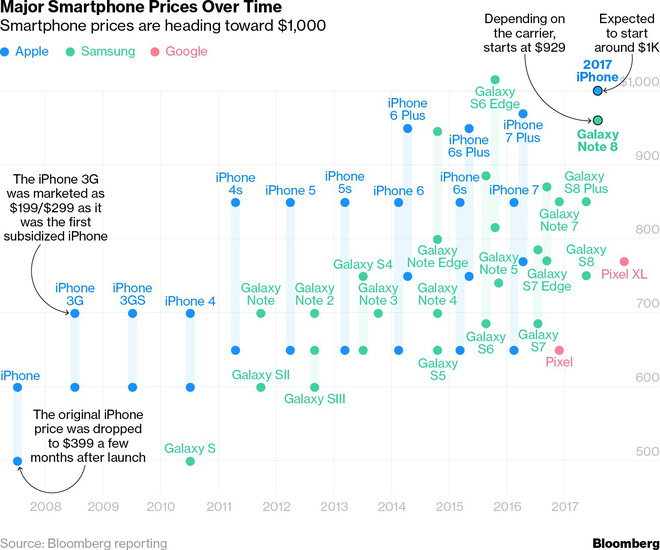 Major Smartphone Prices Over Time
Smartphone prices are heading toward $1,000
Apple
Samsung
Google
Depending on
the carrier,
starts at $929
Expected
to start
around $1K
2017
iPhone
$1,000
Galaxy
S6 Edge
iPhone
6 Plus
iPhone
6s Plus
iPhone
7 Plus
Galaxy
Note 8
900
The iPhone 3G
was marketed as
$199/$299 as it
was the first
subsidized iPhone
iPhone
4s
iPhone 5
iPhone
5s
iPhone 6
iPhone
6s
iPhone 7
Galaxy
S8 Plus
Galaxy
Note 7
800
Galaxy
Note Edge
Galaxy
Note 5
Galaxy
S7 Edge
Galaxy
S8
Pixel XL
Galaxy S4
iPhone
3G
iPhone
3GS
iPhone 4
Galaxy
Note
Galaxy
Note 2
Galaxy
Note 3
Galaxy
Note 4
700
Galaxy
S6
Galaxy
S7
Pixel
Galaxy
S5
iPhone
Galaxy SII
Galaxy SIII
600
The original iPhone
price was dropped
to $399 a few
months after launch
Galaxy S
500
2008
2009
2010
2011
2012
2013
2014
2015
2016
2017
Source: Bloomberg reporting
Bloomberg